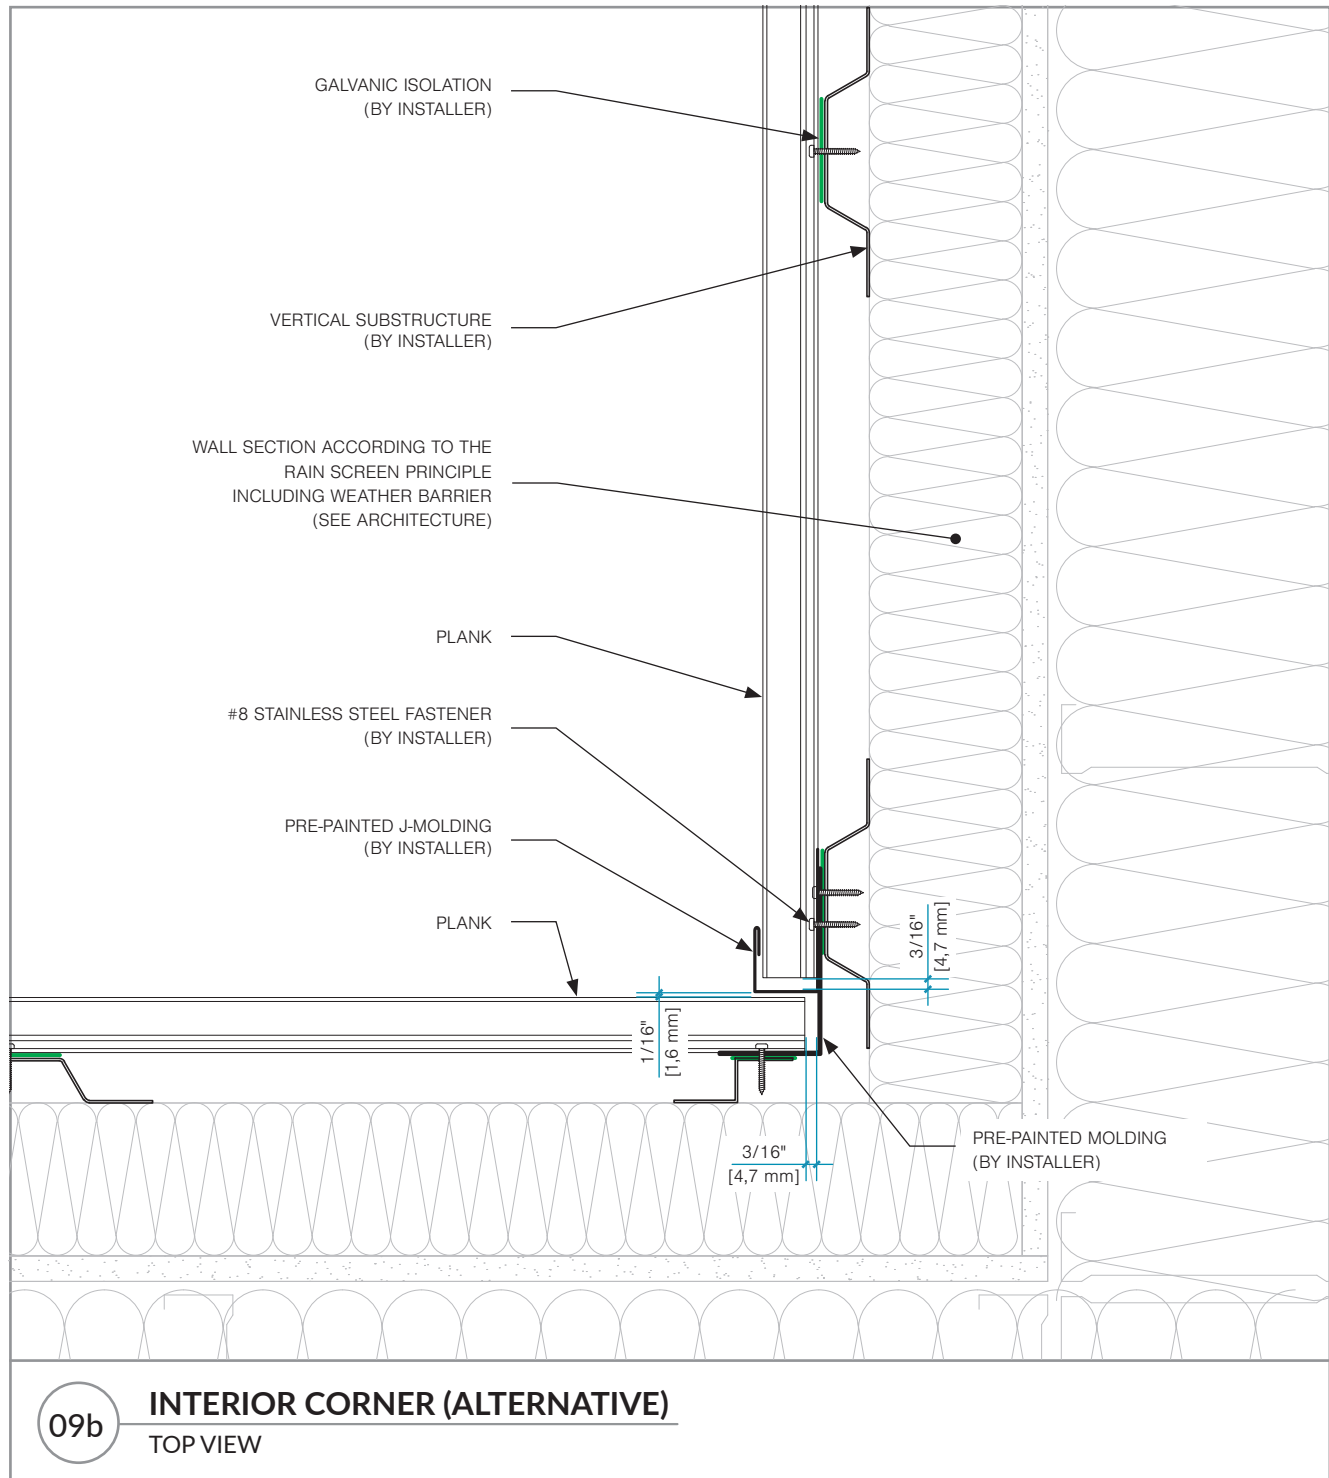 GALVANIC ISOLATION
(BY INSTALLER)
VERTICAL SUBSTRUCTURE
(BY INSTALLER)
WALL SECTION ACCORDING TO THE
RAIN SCREEN PRINCIPLE
INCLUDING WEATHER BARRIER
(SEE ARCHITECTURE)
PLANK
#8 STAINLESS STEEL FASTENER
(BY INSTALLER)
PRE-PAINTED J-MOLDING
(BY INSTALLER)
PLANK
3/16"
[4,7 mm]
1/16"
[1,6 mm]
3/16"
[4,7 mm]
PRE-PAINTED MOLDING
(BY INSTALLER)
09b
INTERIOR CORNER (ALTERNATIVE)
TOP VIEW